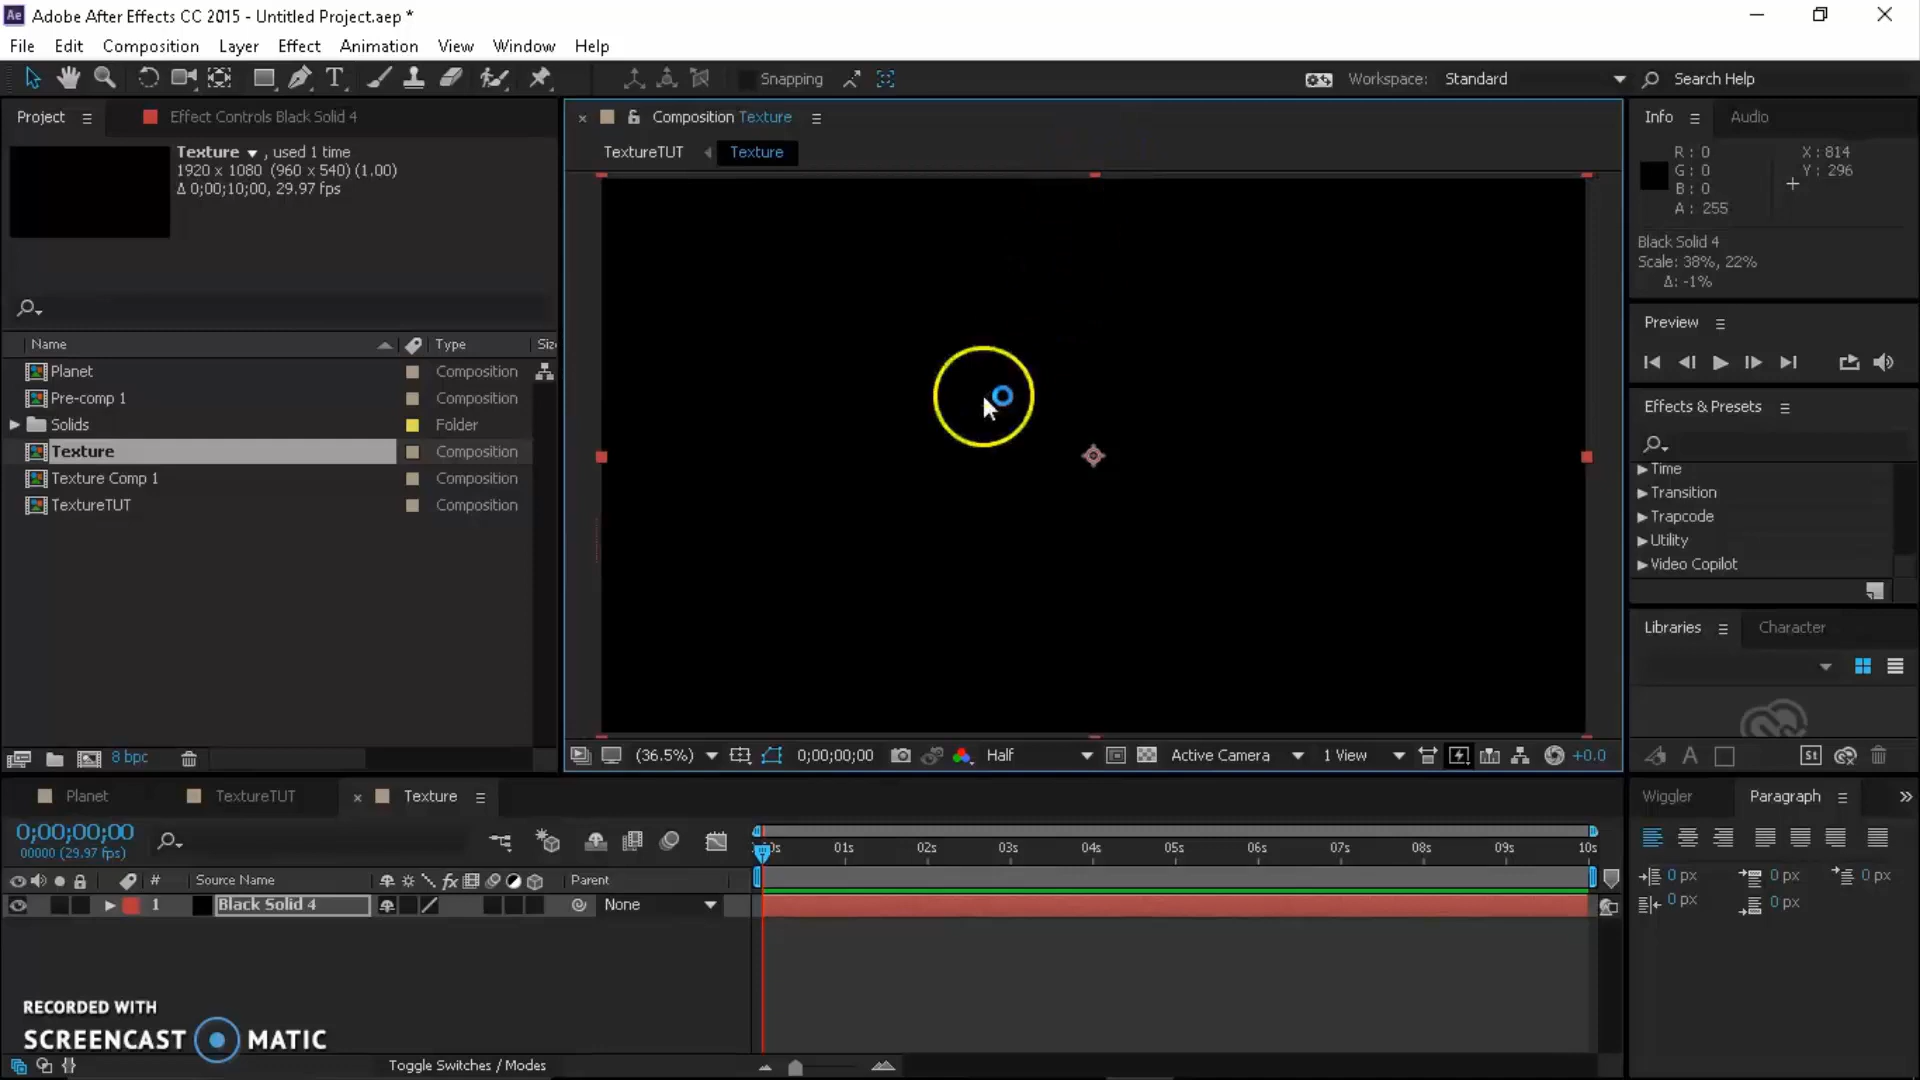 Ae Adobe After Effects CC 2015 - Untitled Project.aep *
File Edit Composition Layer Effect Animation View Window Help
Snapping Workspace: Standard Search Help
Project Effect Controls Black Solid 4
Texture , used 1 time
1920 x 1080 (960 x 540) (1.00)
Δ 0;00;10;00, 29.97 fps
Name Type Size
Planet Composition
Pre-comp 1 Composition
Solids Folder
Texture Composition
Texture Comp 1 Composition
TextureTUT Composition
8 bpc
Composition Texture
TextureTUT Texture
(36.5%) 0;00;00;00 Half Active Camera 1 View +0.0
Info Audio
R : 0 X : 814
G : 0 Y : 296
B : 0
A : 255
Black Solid 4
Scale: 38%, 22%
Δ: -1%
Preview
Effects & Presets
Time
Transition
Trapcode
Utility
Video Copilot
Libraries Character
A St
Planet TextureTUT Texture
0;00;00;00
00000 (29.97 fps)
0s 01s 02s 03s 04s 05s 06s 07s 08s 09s 10s
# Source Name fx Parent
1 Black Solid 4 None
RECORDED WITH
SCREENCAST MATIC
Toggle Switches / Modes
Wiggler Paragraph
0 px 0 px 0 px
0 px 0 px